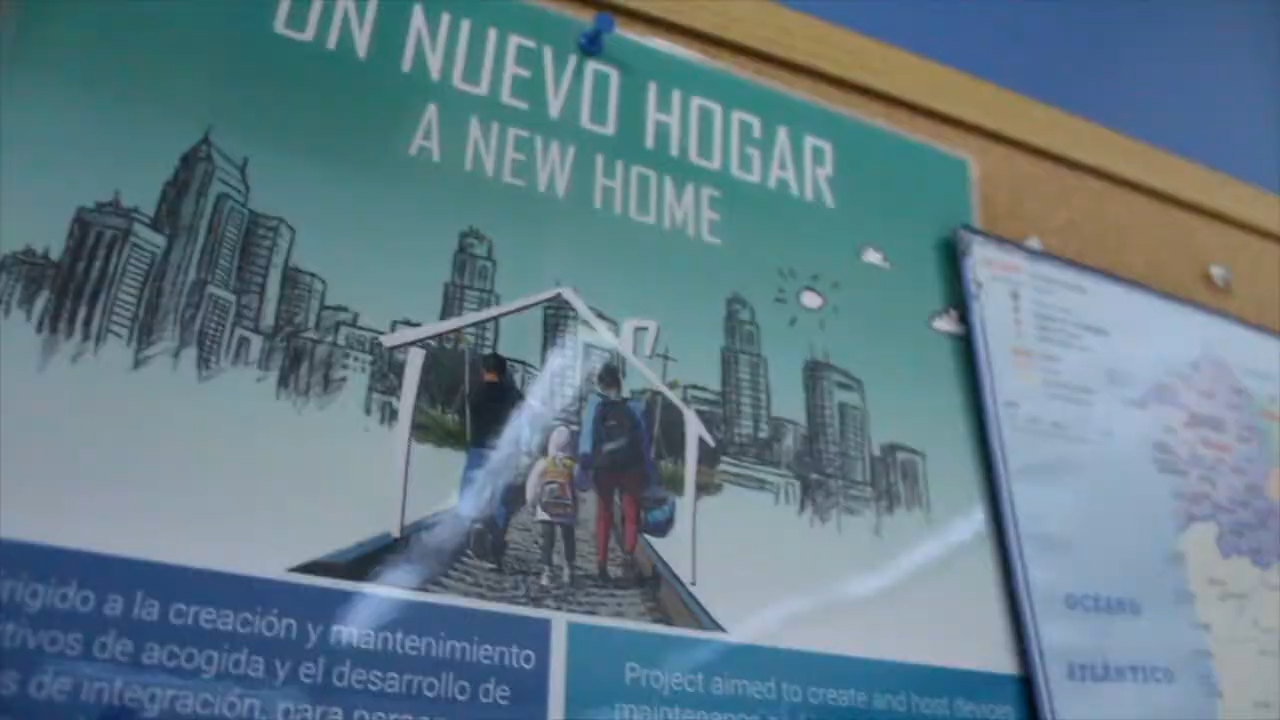 UN NUEVO HOGAR
A NEW HOME
rigido a la creación y mantenimiento
tivos de acogida y el desarrollo de
s de integración, para
Project aimed to create and host devices
OCÉANO
ATLÁNTICO